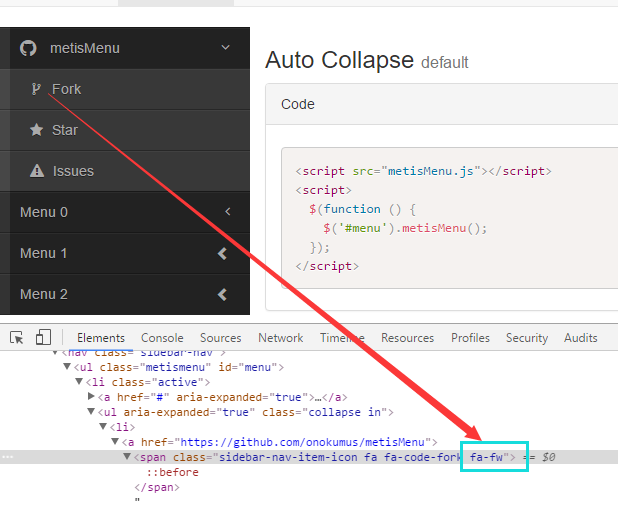 metisMenu
Fork
Star
Issues
Menu 0
Menu 1
Menu 2
Auto Collapse default
Code
<script src="metisMenu.js"></script>
<script>
$(function () {
$('#menu').metisMenu();
});
</script>
Elements Console Sources Network Timeline Resources Profiles Security Audits
<nav class="sidebar-nav">
<ul class="metismenu" id="menu">
<li class="active">
<a href="#" aria-expanded="true">…</a>
<ul aria-expanded="true" class="collapse in">
<li>
<a href="https://github.com/onokumus/metisMenu">
<span class="sidebar-nav-item-icon fa fa-code-fork fa-fw"> == $0
::before
</span>
"